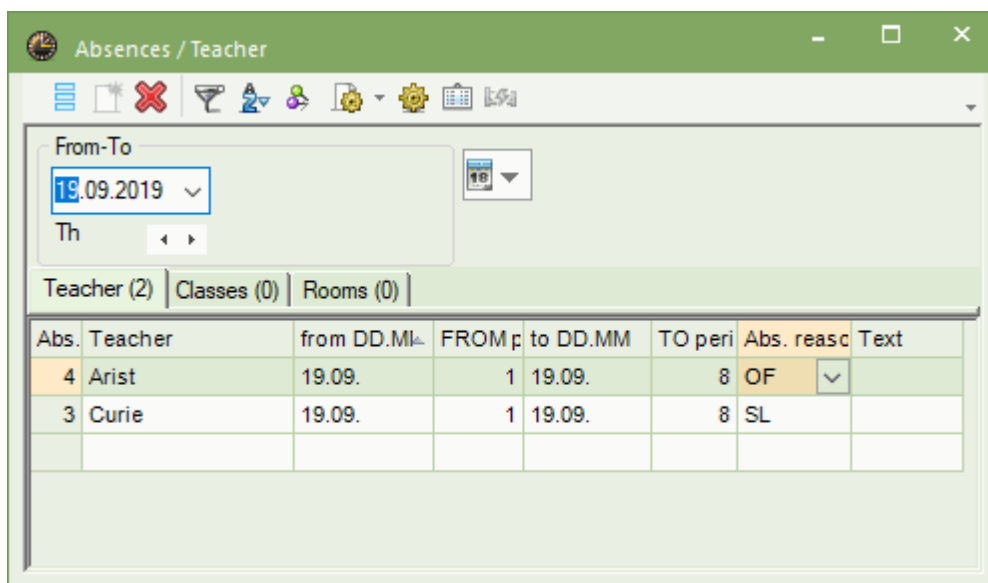 Absences / Teacher
From-To
19.09.2019
18
Th
Teacher (2) Classes (0) Rooms (0)
Abs. Teacher from DD.MI FROM p to DD.MM TO peri Abs. reasc Text
4 Arist 19.09. 1 19.09. 8 OF
3 Curie 19.09. 1 19.09. 8 SL